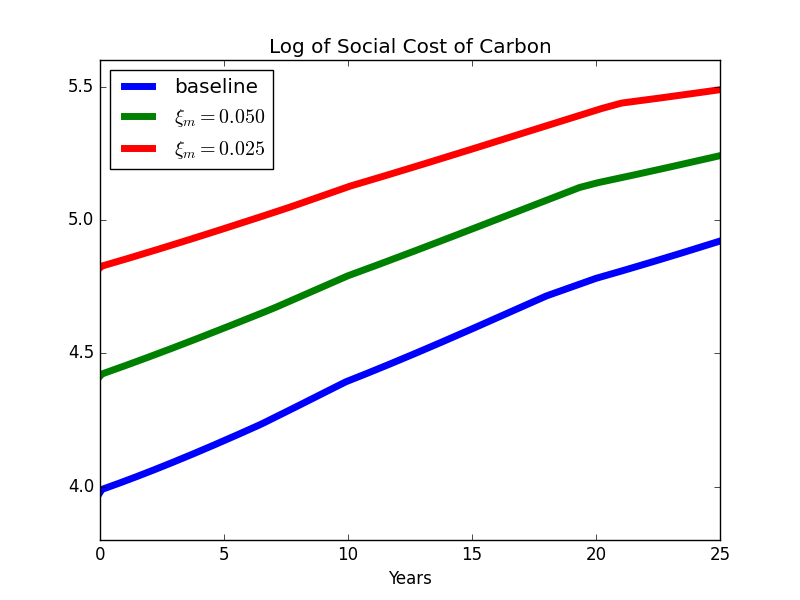 Log of Social Cost of Carbon
baseline
ξₘ = 0.050
ξₘ = 0.025
5.5
5.0
4.5
4.0
0 5 10 15 20 25
Years